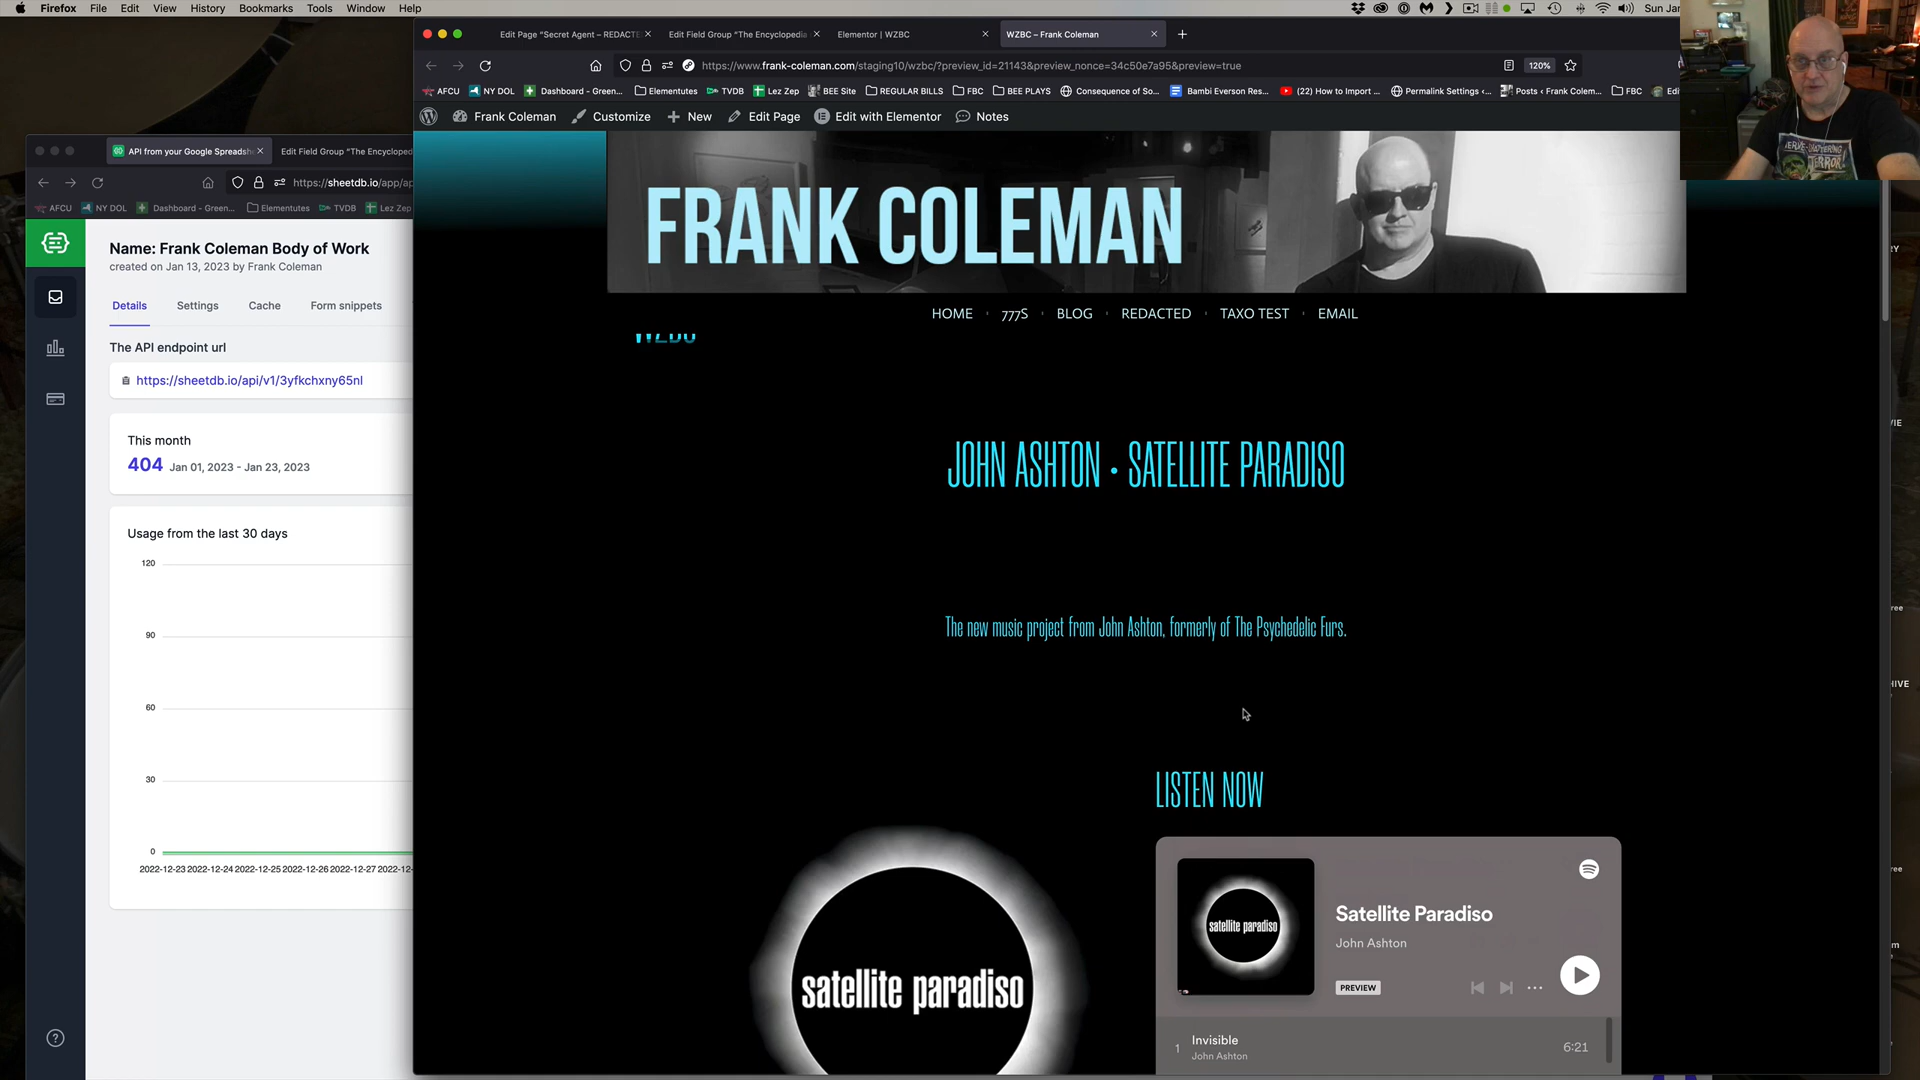 Firefox File Edit View History Bookmarks Tools Window Help
Sun Jan
Edit Page "Secret Agent – REDACTE
Edit Field Group "The Encyclopedia
Elementor | WZBC
WZBC – Frank Coleman
https://www.frank-coleman.com/staging10/wzbc/?preview_id=21143&preview_nonce=34c50e7a95&preview=true
120%
AFCU NY DOL Dashboard - Green... Elementutes TVDB Lez Zep BEE Site REGULAR BILLS FBC BEE PLAYS Consequence of So... Bambi Everson Res... (22) How to Import ... Permalink Settings ‹... Posts ‹ Frank Colem... FBC Edi
Frank Coleman Customize New Edit Page Edit with Elementor Notes
FRANK COLEMAN
HOME 777S BLOG REDACTED TAXO TEST EMAIL
WZBC
JOHN ASHTON • SATELLITE PARADISO
The new music project from John Ashton, formerly of The Psychedelic Furs.
LISTEN NOW
satellite paradiso
satellite paradiso
Satellite Paradiso
John Ashton
PREVIEW
1 Invisible 6:21
John Ashton
API from your Google Spreadsh
Edit Field Group "The Encycloped
https://sheetdb.io/app/ap
AFCU NY DOL Dashboard - Green... Elementutes TVDB Lez Zep
Name: Frank Coleman Body of Work
created on Jan 13, 2023 by Frank Coleman
Details Settings Cache Form snippets
The API endpoint url
https://sheetdb.io/api/v1/3yfkchxny65nl
This month
404 Jan 01, 2023 - Jan 23, 2023
Usage from the last 30 days
120
90
60
30
0
2022-12-23 2022-12-24 2022-12-25 2022-12-26 2022-12-27 2022-12-